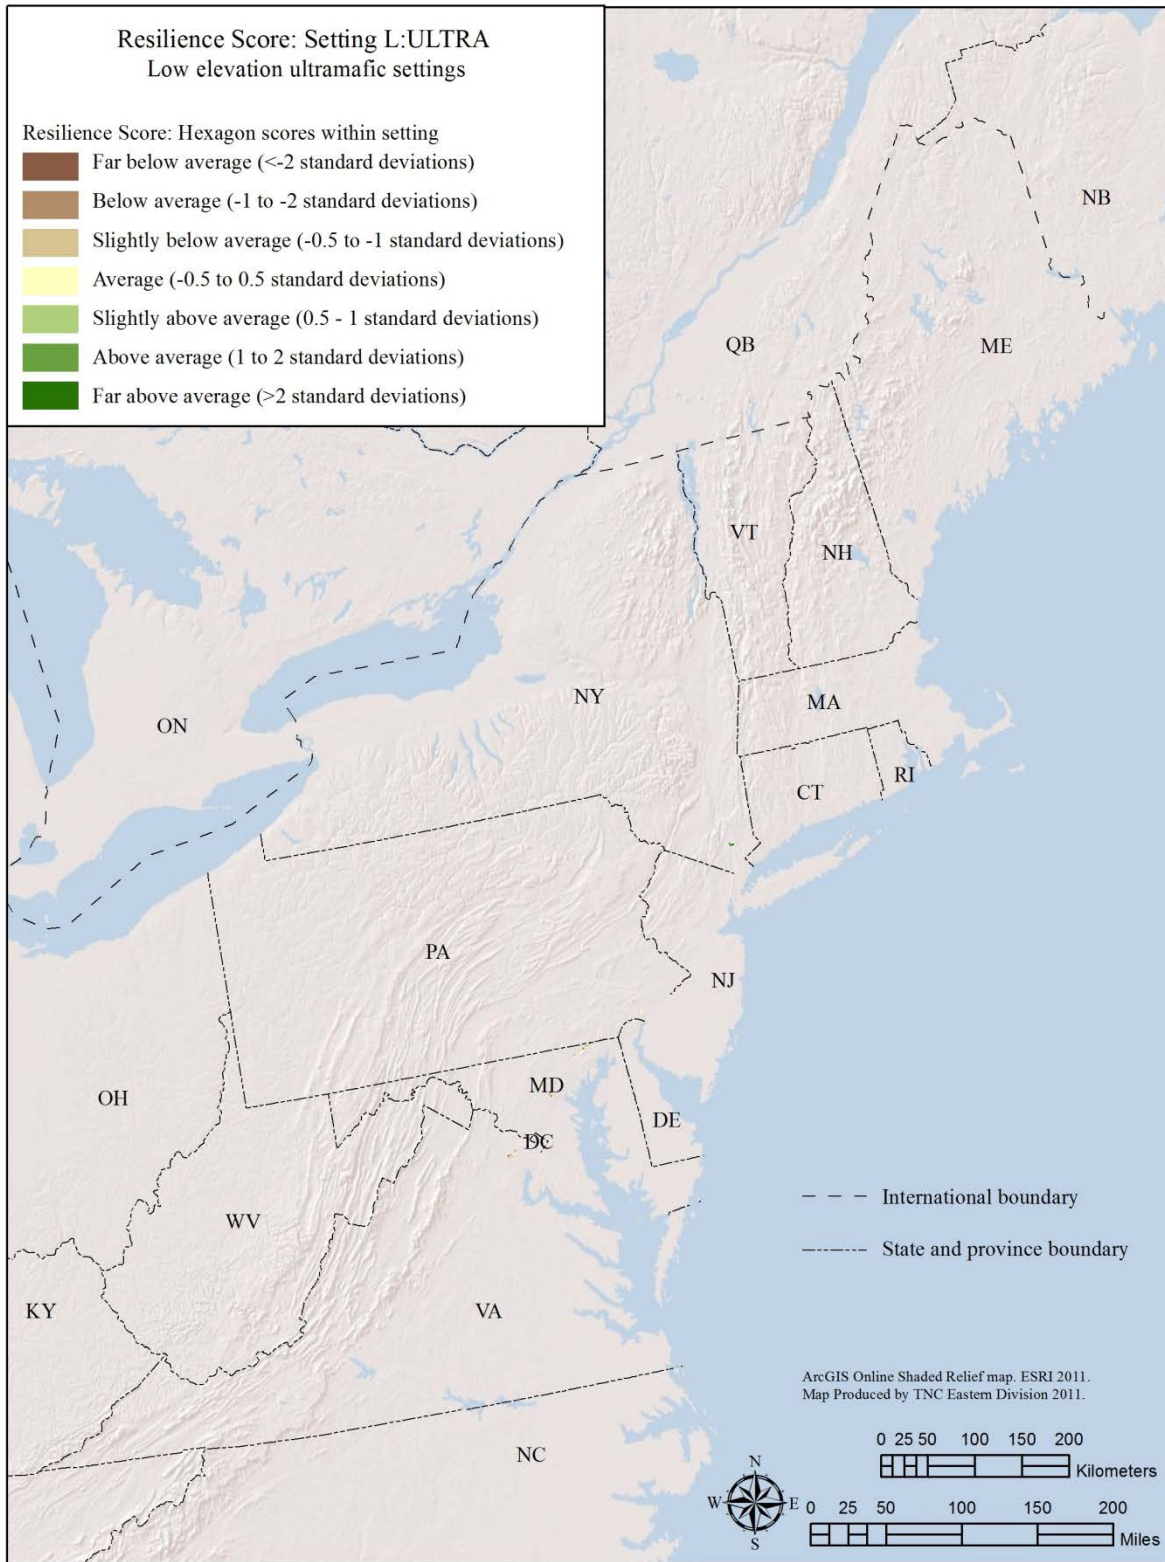 Resilience Score: Setting L:ULTRA
Low elevation ultramafic settings
Resilience Score: Hexagon scores within setting
Far below average (<-2 standard deviations)
Below average (-1 to -2 standard deviations)
Slightly below average (-0.5 to -1 standard deviations)
Average (-0.5 to 0.5 standard deviations)
Slightly above average (0.5 - 1 standard deviations)
Above average (1 to 2 standard deviations)
Far above average (>2 standard deviations)
NB
QB
ME
VT
NH
NY
MA
ON
RI
CT
PA
NJ
OH
MD
DE
DC
WV
KY
VA
NC
International boundary
State and province boundary
ArcGIS Online Shaded Relief map. ESRI 2011.
Map Produced by TNC Eastern Division 2011.
0 25 50 100 150 200
Kilometers
N
W E
S
0 25 50 100 150 200
Miles